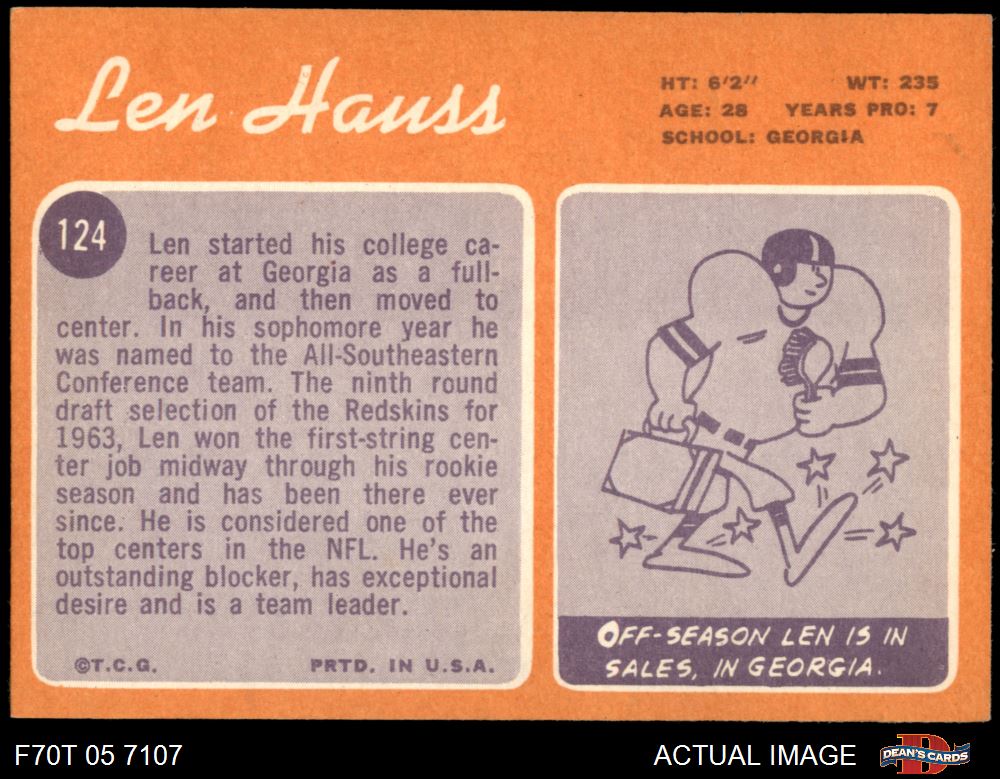 Len Hauss
HT: 6'2" WT: 235
AGE: 28 YEARS PRO: 7
SCHOOL: GEORGIA
124
Len started his college ca-
reer at Georgia as a full-
back, and then moved to
center. In his sophomore year he
was named to the All-Southeastern
Conference team. The ninth round
draft selection of the Redskins for
1963, Len won the first-string cen-
ter job midway through his rookie
season and has been there ever
since. He is considered one of the
top centers in the NFL. He's an
outstanding blocker, has exceptional
desire and is a team leader.
©T.C.G. PRTD. IN U.S.A.
OFF-SEASON LEN IS IN
SALES, IN GEORGIA.
F70T 05 7107 ACTUAL IMAGE D DEAN'S CARDS